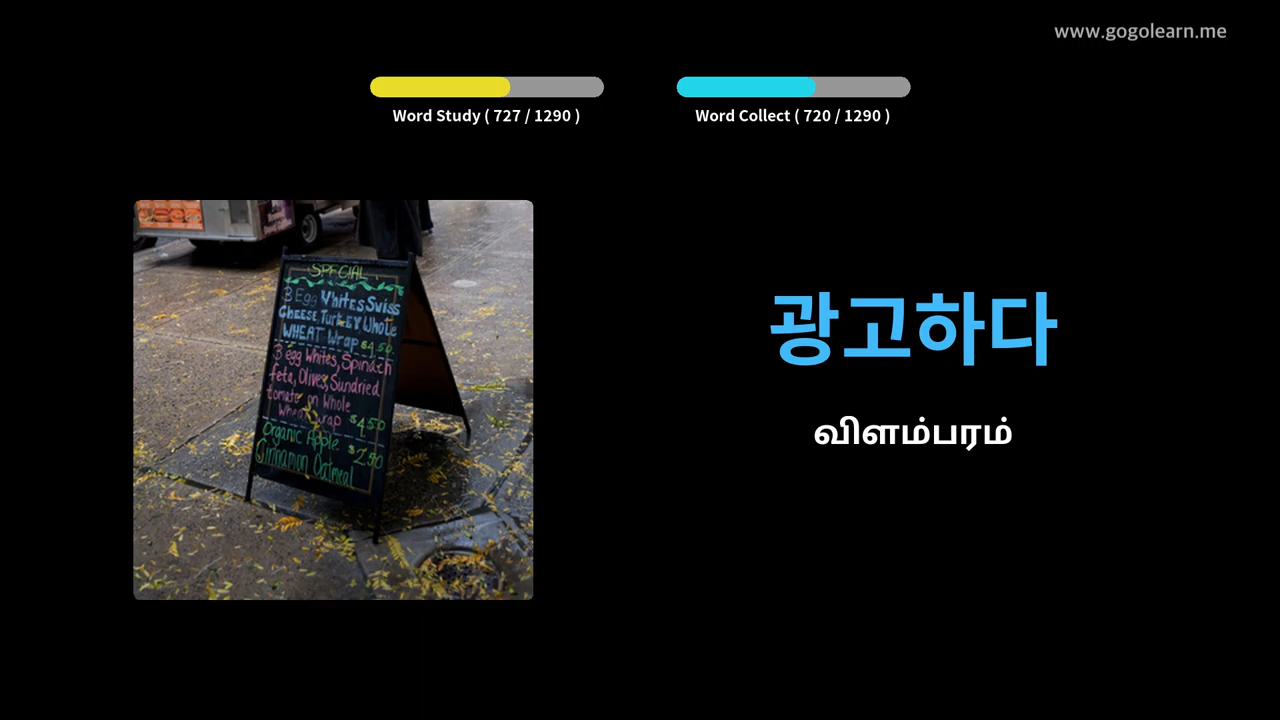 www.gogolearn.me
Word Study ( 727 / 1290 )
Word Collect ( 720 / 1290 )
SPECIAL
3 Egg Whites Swiss
Cheese, Turkey Whole
WHEAT Wrap $4.50
3 egg Whites, Spinach
feta, Olives, Sundried
tomato on Whole
Wheat Wrap $4.50
Organic Apple
Cinnamon Oatmeal $2.50
광고하다
விளம்பரம்